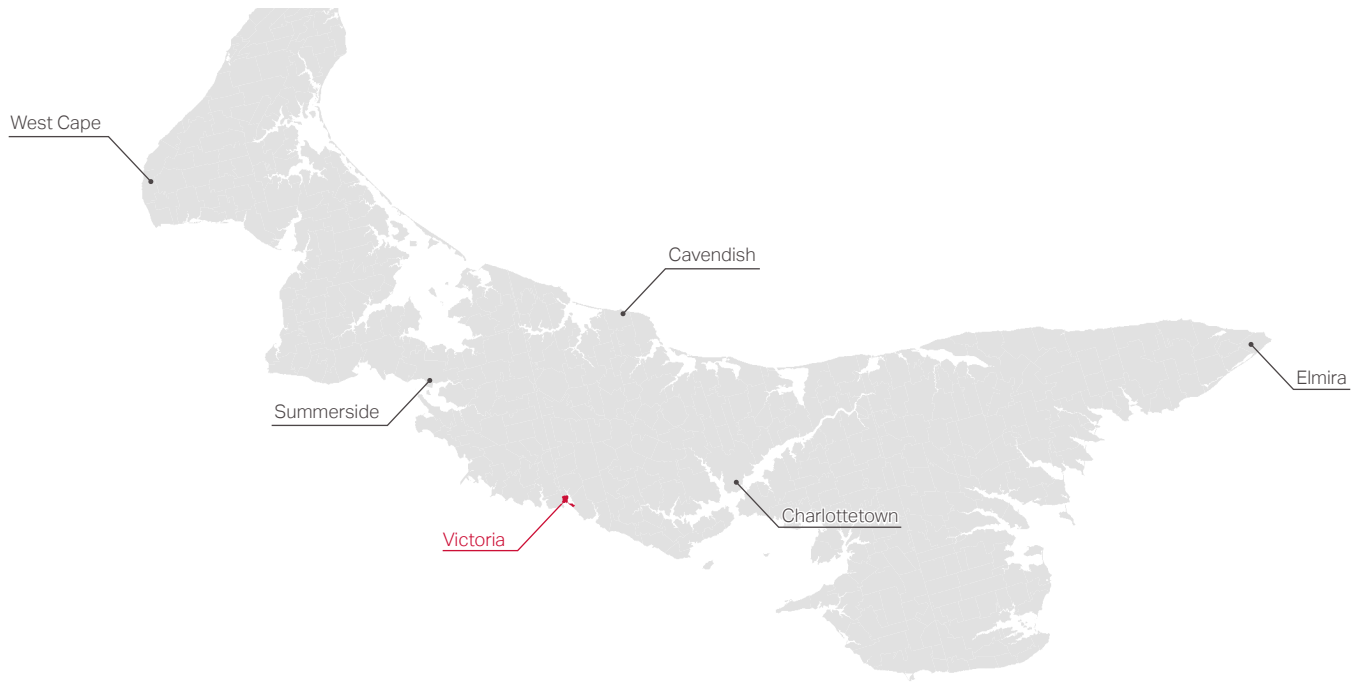 West Cape
Cavendish
Elmira
Summerside
Charlottetown
Victoria